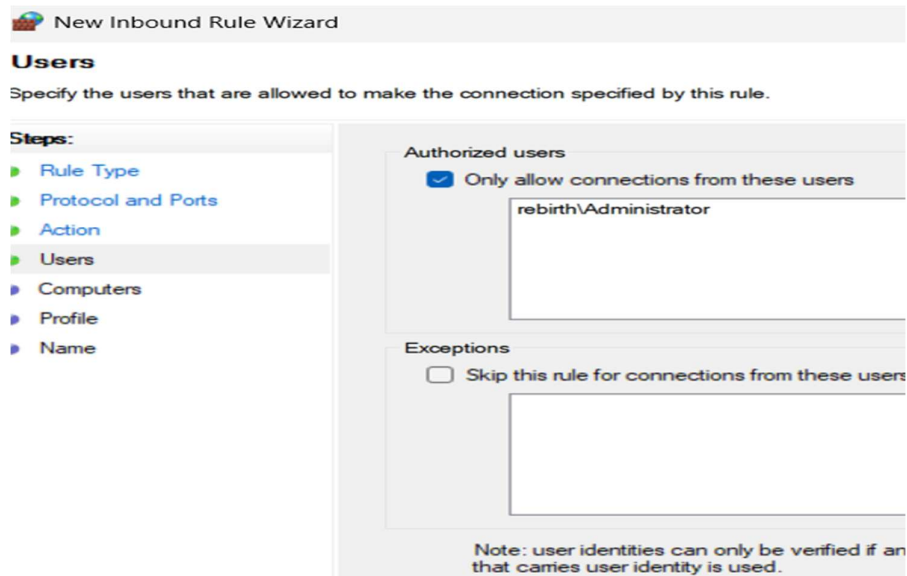 New Inbound Rule Wizard
Users
Specify the users that are allowed to make the connection specified by this rule.
Steps:
Rule Type
Protocol and Ports
Action
Users
Computers
Profile
Name
Authorized users
Only allow connections from these users
rebirth\Administrator
Exceptions
Skip this rule for connections from these users
Note: user identities can only be verified if an
that carries user identity is used.